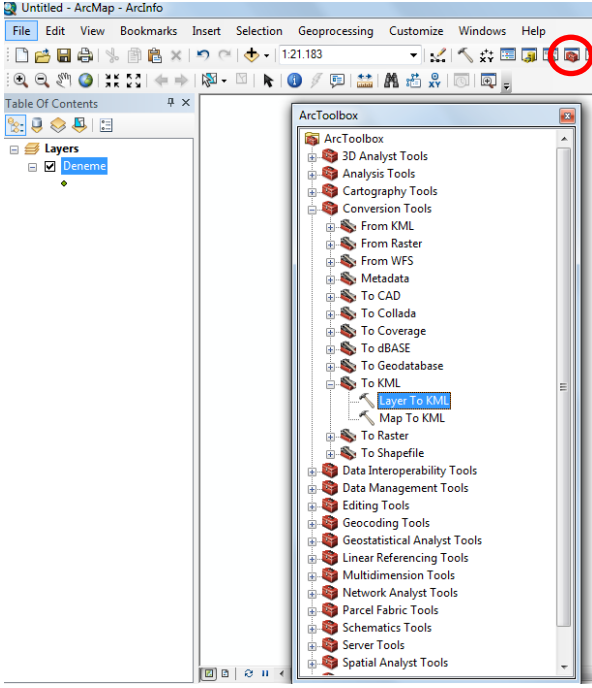 Untitled - ArcMap - ArcInfo
File Edit View Bookmarks Insert Selection Geoprocessing Customize Windows Help
1:21.183
Table Of Contents
Layers
Deneme
ArcToolbox
ArcToolbox
3D Analyst Tools
Analysis Tools
Cartography Tools
Conversion Tools
From KML
From Raster
From WFS
Metadata
To CAD
To Collada
To Coverage
To dBASE
To Geodatabase
To KML
Layer To KML
Map To KML
To Raster
To Shapefile
Data Interoperability Tools
Data Management Tools
Editing Tools
Geocoding Tools
Geostatistical Analyst Tools
Linear Referencing Tools
Multidimension Tools
Network Analyst Tools
Parcel Fabric Tools
Schematics Tools
Server Tools
Spatial Analyst Tools